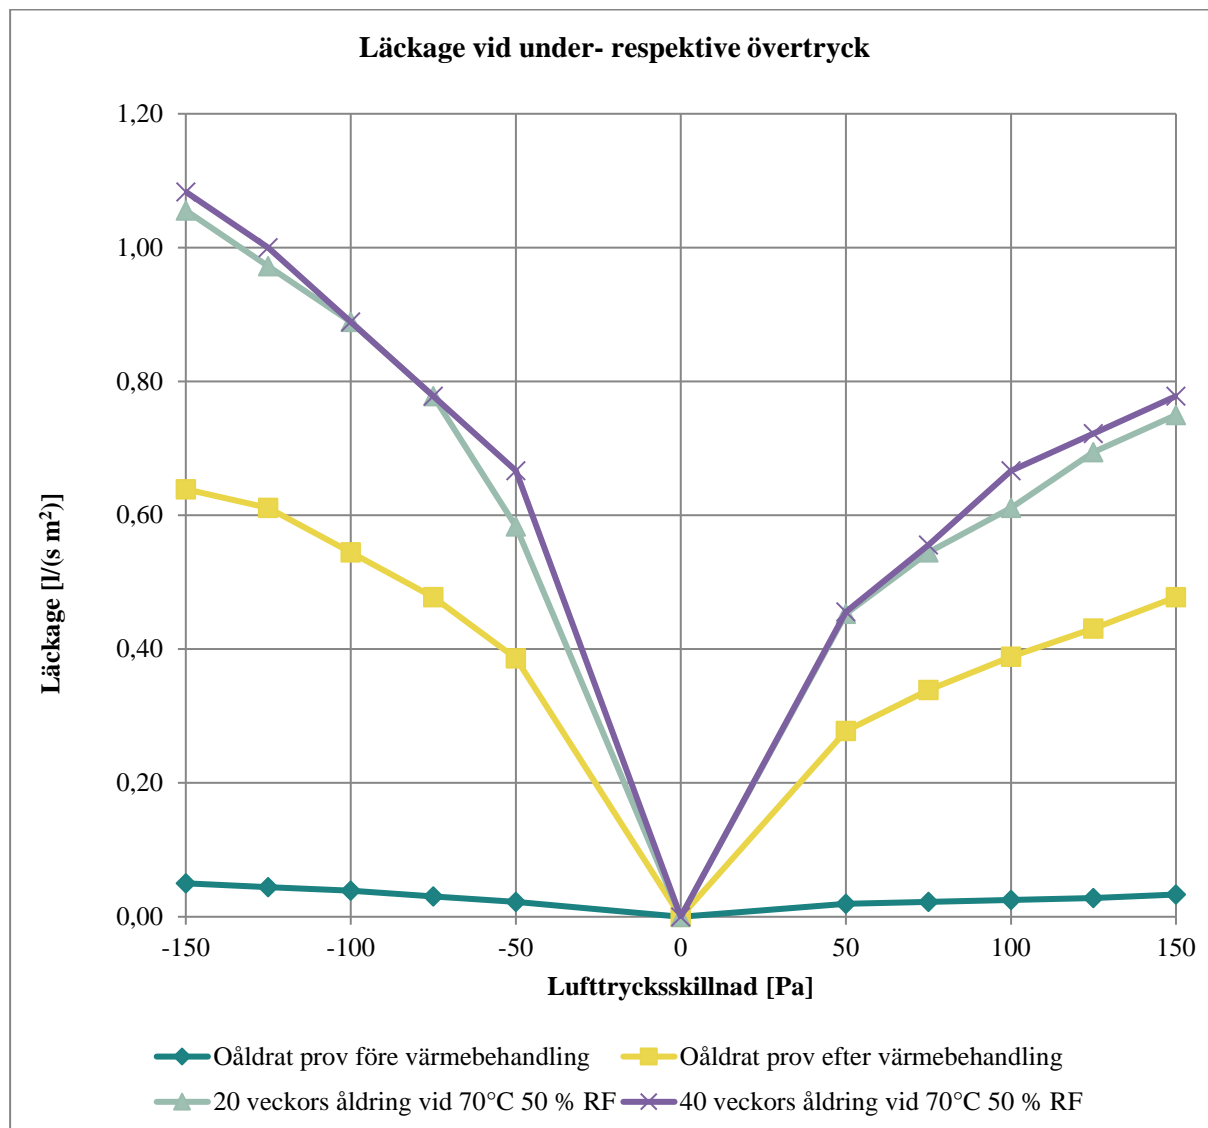 Läckage vid under- respektive övertryck
1,20
1,00
0,80
0,60
0,40
0,20
0,00
Läckage [l/(s m²)]
-150 -100 -50 0 50 100 150
Lufttrycksskillnad [Pa]
Oåldrat prov före värmebehandling Oåldrat prov efter värmebehandling
20 veckors åldring vid 70°C 50 % RF 40 veckors åldring vid 70°C 50 % RF